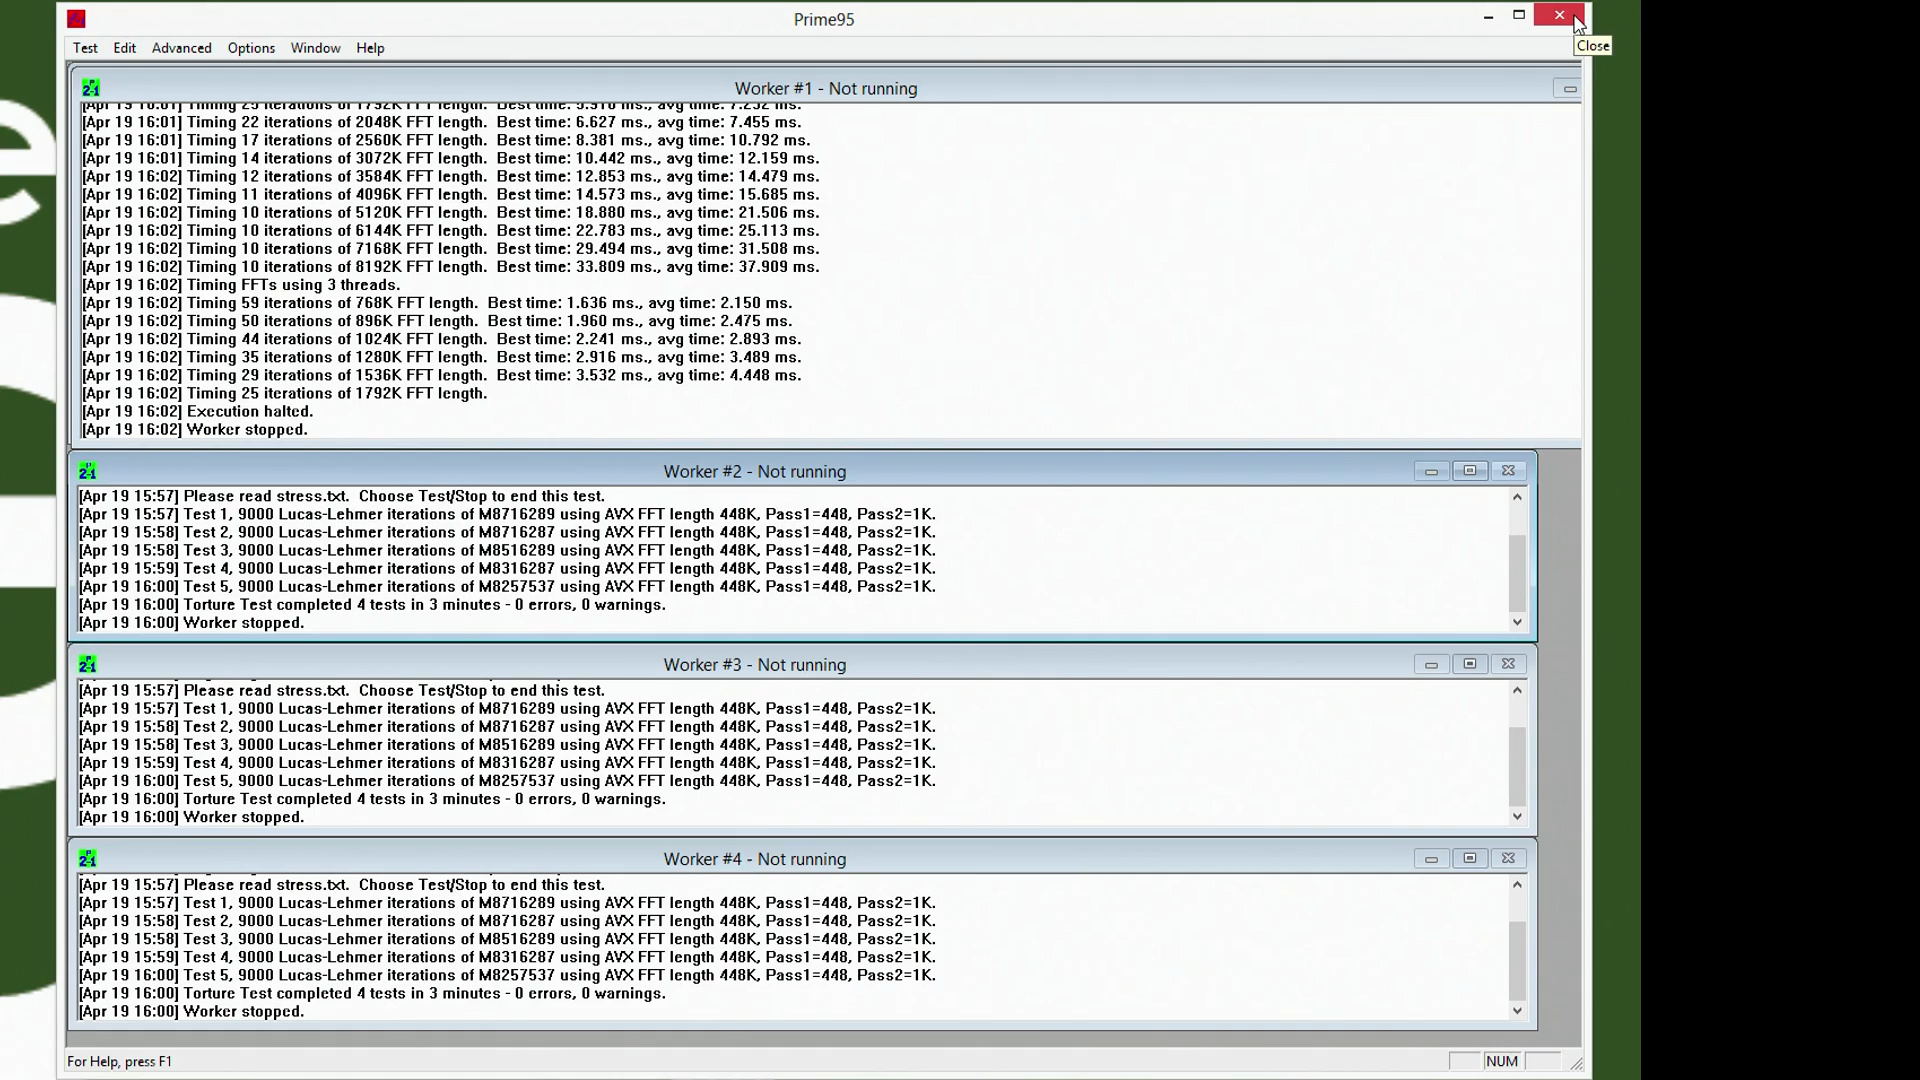 Prime95
Close
Test Edit Advanced Options Window Help
Worker #1 - Not running
[Apr 19 16:01] Timing 25 iterations of 1792K FFT length.  Best time: 5.910 ms., avg time: 7.252 ms.
[Apr 19 16:01] Timing 22 iterations of 2048K FFT length.  Best time: 6.627 ms., avg time: 7.455 ms.
[Apr 19 16:01] Timing 17 iterations of 2560K FFT length.  Best time: 8.381 ms., avg time: 10.792 ms.
[Apr 19 16:01] Timing 14 iterations of 3072K FFT length.  Best time: 10.442 ms., avg time: 12.159 ms.
[Apr 19 16:02] Timing 12 iterations of 3584K FFT length.  Best time: 12.853 ms., avg time: 14.479 ms.
[Apr 19 16:02] Timing 11 iterations of 4096K FFT length.  Best time: 14.573 ms., avg time: 15.685 ms.
[Apr 19 16:02] Timing 10 iterations of 5120K FFT length.  Best time: 18.880 ms., avg time: 21.506 ms.
[Apr 19 16:02] Timing 10 iterations of 6144K FFT length.  Best time: 22.783 ms., avg time: 25.113 ms.
[Apr 19 16:02] Timing 10 iterations of 7168K FFT length.  Best time: 29.494 ms., avg time: 31.508 ms.
[Apr 19 16:02] Timing 10 iterations of 8192K FFT length.  Best time: 33.809 ms., avg time: 37.909 ms.
[Apr 19 16:02] Timing FFTs using 3 threads.
[Apr 19 16:02] Timing 59 iterations of 768K FFT length.  Best time: 1.636 ms., avg time: 2.150 ms.
[Apr 19 16:02] Timing 50 iterations of 896K FFT length.  Best time: 1.960 ms., avg time: 2.475 ms.
[Apr 19 16:02] Timing 44 iterations of 1024K FFT length.  Best time: 2.241 ms., avg time: 2.893 ms.
[Apr 19 16:02] Timing 35 iterations of 1280K FFT length.  Best time: 2.916 ms., avg time: 3.489 ms.
[Apr 19 16:02] Timing 29 iterations of 1536K FFT length.  Best time: 3.532 ms., avg time: 4.448 ms.
[Apr 19 16:02] Timing 25 iterations of 1792K FFT length.
[Apr 19 16:02] Execution halted.
[Apr 19 16:02] Worker stopped.
Worker #2 - Not running
[Apr 19 15:57] Please read stress.txt.  Choose Test/Stop to end this test.
[Apr 19 15:57] Test 1, 9000 Lucas-Lehmer iterations of M8716289 using AVX FFT length 448K, Pass1=448, Pass2=1K.
[Apr 19 15:58] Test 2, 9000 Lucas-Lehmer iterations of M8716287 using AVX FFT length 448K, Pass1=448, Pass2=1K.
[Apr 19 15:58] Test 3, 9000 Lucas-Lehmer iterations of M8516289 using AVX FFT length 448K, Pass1=448, Pass2=1K.
[Apr 19 15:59] Test 4, 9000 Lucas-Lehmer iterations of M8316287 using AVX FFT length 448K, Pass1=448, Pass2=1K.
[Apr 19 16:00] Test 5, 9000 Lucas-Lehmer iterations of M8257537 using AVX FFT length 448K, Pass1=448, Pass2=1K.
[Apr 19 16:00] Torture Test completed 4 tests in 3 minutes - 0 errors, 0 warnings.
[Apr 19 16:00] Worker stopped.
Worker #3 - Not running
[Apr 19 15:57] Please read stress.txt.  Choose Test/Stop to end this test.
[Apr 19 15:57] Test 1, 9000 Lucas-Lehmer iterations of M8716289 using AVX FFT length 448K, Pass1=448, Pass2=1K.
[Apr 19 15:58] Test 2, 9000 Lucas-Lehmer iterations of M8716287 using AVX FFT length 448K, Pass1=448, Pass2=1K.
[Apr 19 15:58] Test 3, 9000 Lucas-Lehmer iterations of M8516289 using AVX FFT length 448K, Pass1=448, Pass2=1K.
[Apr 19 15:59] Test 4, 9000 Lucas-Lehmer iterations of M8316287 using AVX FFT length 448K, Pass1=448, Pass2=1K.
[Apr 19 16:00] Test 5, 9000 Lucas-Lehmer iterations of M8257537 using AVX FFT length 448K, Pass1=448, Pass2=1K.
[Apr 19 16:00] Torture Test completed 4 tests in 3 minutes - 0 errors, 0 warnings.
[Apr 19 16:00] Worker stopped.
Worker #4 - Not running
[Apr 19 15:57] Please read stress.txt.  Choose Test/Stop to end this test.
[Apr 19 15:57] Test 1, 9000 Lucas-Lehmer iterations of M8716289 using AVX FFT length 448K, Pass1=448, Pass2=1K.
[Apr 19 15:58] Test 2, 9000 Lucas-Lehmer iterations of M8716287 using AVX FFT length 448K, Pass1=448, Pass2=1K.
[Apr 19 15:58] Test 3, 9000 Lucas-Lehmer iterations of M8516289 using AVX FFT length 448K, Pass1=448, Pass2=1K.
[Apr 19 15:59] Test 4, 9000 Lucas-Lehmer iterations of M8316287 using AVX FFT length 448K, Pass1=448, Pass2=1K.
[Apr 19 16:00] Test 5, 9000 Lucas-Lehmer iterations of M8257537 using AVX FFT length 448K, Pass1=448, Pass2=1K.
[Apr 19 16:00] Torture Test completed 4 tests in 3 minutes - 0 errors, 0 warnings.
[Apr 19 16:00] Worker stopped.
For Help, press F1
NUM